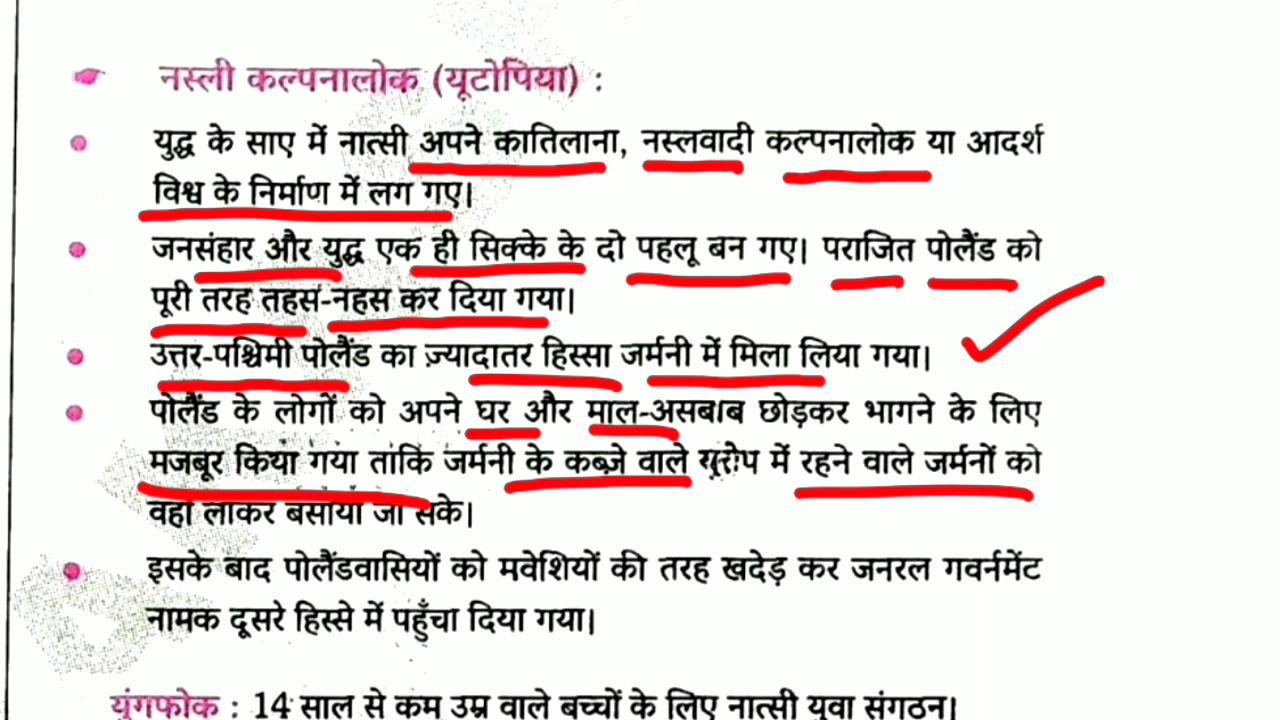 नस्ली कल्पनालोक (यूटोपिया) :
युद्ध के साए में नात्सी अपने कातिलाना, नस्लवादी कल्पनालोक या आदर्श
विश्व के निर्माण में लग गए।
जनसंहार और युद्ध एक ही सिक्के के दो पहलू बन गए। पराजित पोलैंड को
पूरी तरह तहस-नहस कर दिया गया।
उत्तर-पश्चिमी पोलैंड का ज़्यादातर हिस्सा जर्मनी में मिला लिया गया।
पोलैंड के लोगों को अपने घर और माल-असबाब छोड़कर भागने के लिए
मजबूर किया गया ताकि जर्मनी के कब्ज़े वाले यूरोप में रहने वाले जर्मनों को
वहाँ लाकर बसाया जा सके।
इसके बाद पोलैंडवासियों को मवेशियों की तरह खदेड़ कर जनरल गवर्नमेंट
नामक दूसरे हिस्से में पहुँचा दिया गया।
युंगफोक : 14 साल से कम उम्र वाले बच्चों के लिए नात्सी युवा संगठन।